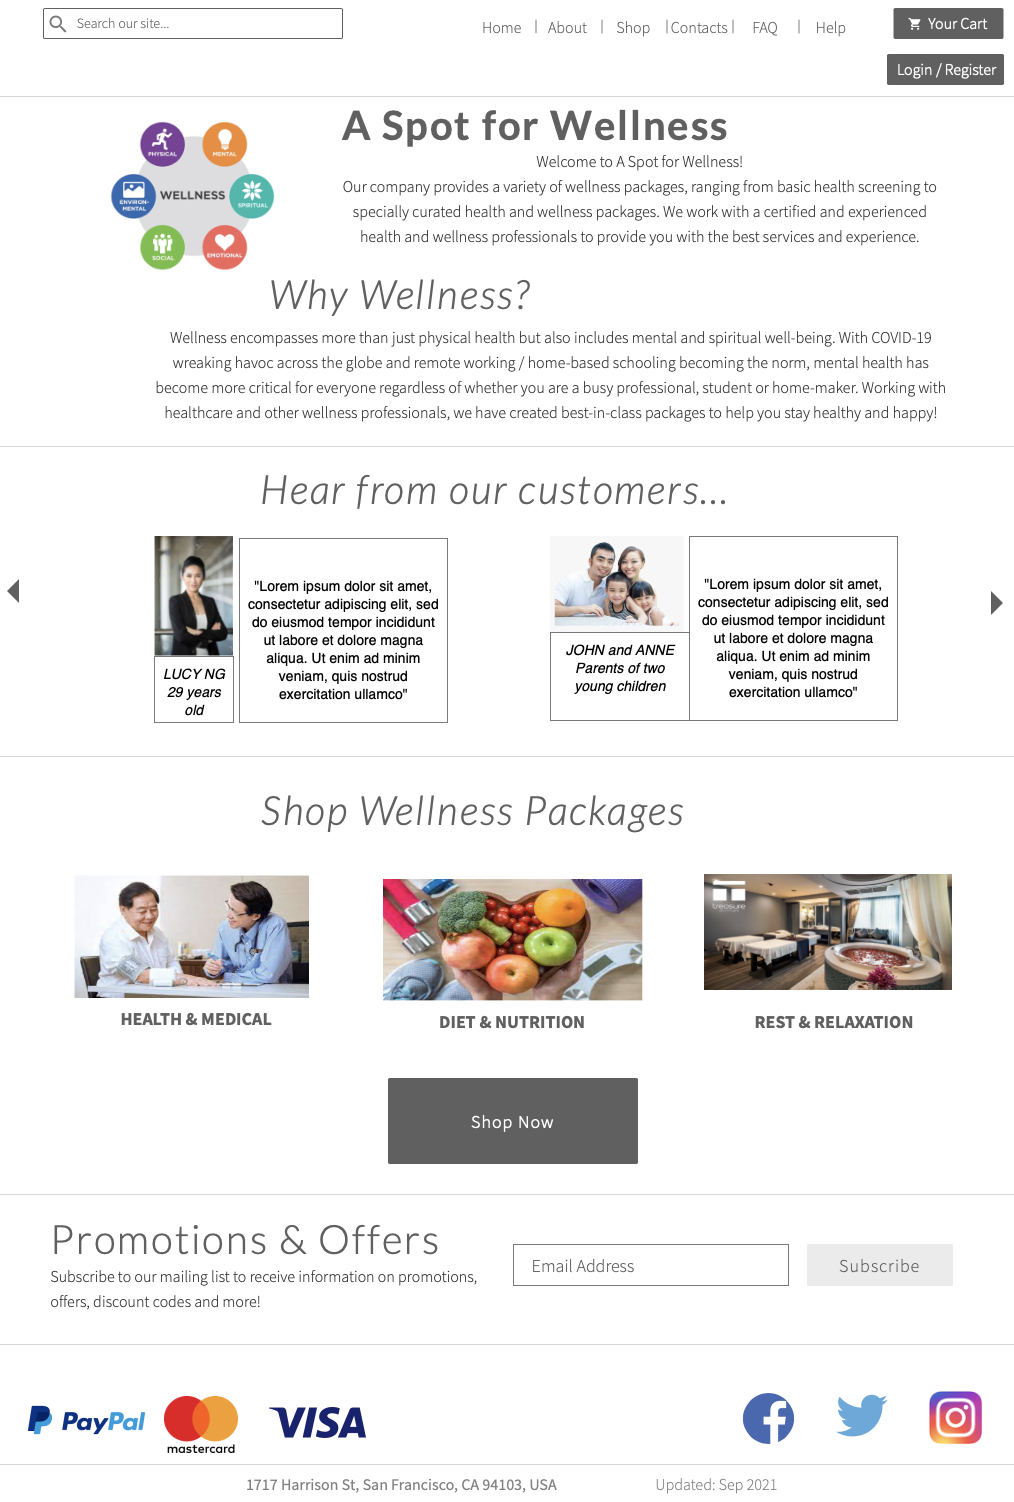 Search our site...
Home | About | Shop | Contacts | FAQ | Help
Your Cart
Login / Register
A Spot for Wellness
PHYSICAL
MENTAL
ENVIRON-
MENTAL
WELLNESS
SPIRITUAL
SOCIAL
EMOTIONAL
Welcome to A Spot for Wellness!
Our company provides a variety of wellness packages, ranging from basic health screening to
specially curated health and wellness packages. We work with a certified and experienced
health and wellness professionals to provide you with the best services and experience.
Why Wellness?
Wellness encompasses more than just physical health but also includes mental and spiritual well-being. With COVID-19
wreaking havoc across the globe and remote working / home-based schooling becoming the norm, mental health has
become more critical for everyone regardless of whether you are a busy professional, student or home-maker. Working with
healthcare and other wellness professionals, we have created best-in-class packages to help you stay healthy and happy!
Hear from our customers...
LUCY NG
29 years
old
"Lorem ipsum dolor sit amet,
consectetur adipiscing elit, sed
do eiusmod tempor incididunt
ut labore et dolore magna
aliqua. Ut enim ad minim
veniam, quis nostrud
exercitation ullamco"
JOHN and ANNE
Parents of two
young children
"Lorem ipsum dolor sit amet,
consectetur adipiscing elit, sed
do eiusmod tempor incididunt
ut labore et dolore magna
aliqua. Ut enim ad minim
veniam, quis nostrud
exercitation ullamco"
Shop Wellness Packages
treasure
HEALTH & MEDICAL
DIET & NUTRITION
REST & RELAXATION
Shop Now
Promotions & Offers
Subscribe to our mailing list to receive information on promotions,
offers, discount codes and more!
Email Address
Subscribe
PayPal
mastercard
VISA
1717 Harrison St, San Francisco, CA 94103, USA
Updated: Sep 2021